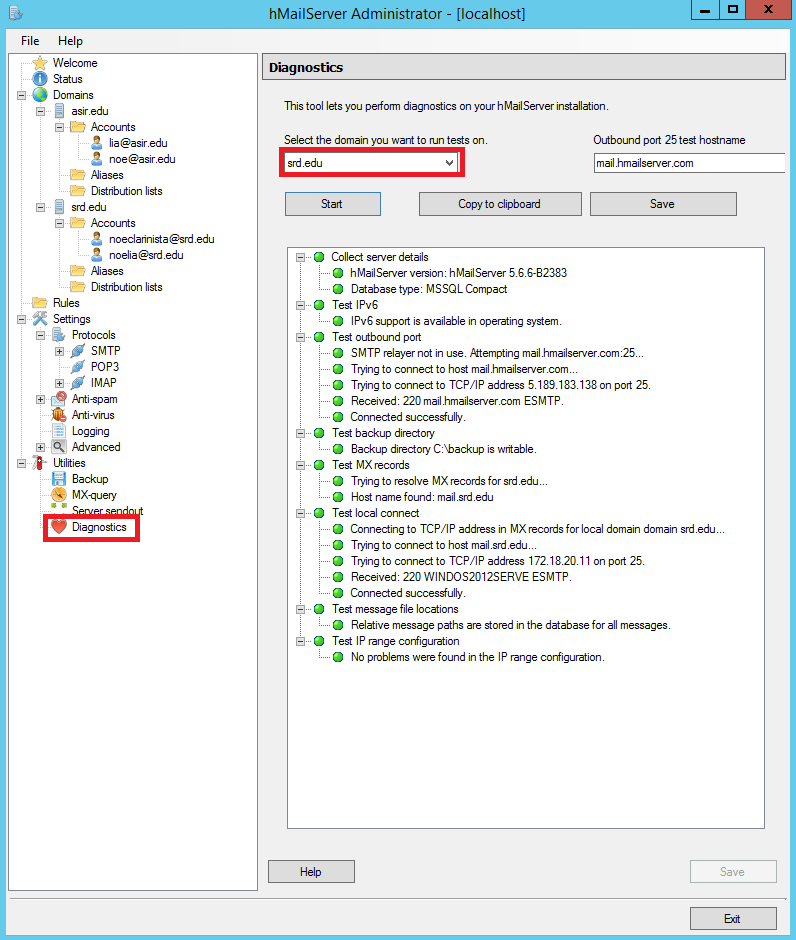 hMailServer Administrator - [localhost]
File Help
Welcome
Status
Domains
asir.edu
Accounts
lia@asir.edu
noe@asir.edu
Aliases
Distribution lists
srd.edu
Accounts
noeclarinista@srd.edu
noelia@srd.edu
Aliases
Distribution lists
Rules
Settings
Protocols
SMTP
POP3
IMAP
Anti-spam
Anti-virus
Logging
Advanced
Utilities
Backup
MX-query
Server sendout
Diagnostics
Diagnostics
This tool lets you perform diagnostics on your hMailServer installation.
Select the domain you want to run tests on.
Outbound port 25 test hostname
srd.edu
mail.hmailserver.com
Start
Copy to clipboard
Save
Collect server details
hMailServer version: hMailServer 5.6.6-B2383
Database type: MSSQL Compact
Test IPv6
IPv6 support is available in operating system.
Test outbound port
SMTP relayer not in use. Attempting mail.hmailserver.com:25...
Trying to connect to host mail.hmailserver.com...
Trying to connect to TCP/IP address 5.189.183.138 on port 25.
Received: 220 mail.hmailserver.com ESMTP.
Connected successfully.
Test backup directory
Backup directory C:\backup is writable.
Test MX records
Trying to resolve MX records for srd.edu...
Host name found: mail.srd.edu
Test local connect
Connecting to TCP/IP address in MX records for local domain domain srd.edu...
Trying to connect to host mail.srd.edu...
Trying to connect to TCP/IP address 172.18.20.11 on port 25.
Received: 220 WINDOS2012SERVE ESMTP.
Connected successfully.
Test message file locations
Relative message paths are stored in the database for all messages.
Test IP range configuration
No problems were found in the IP range configuration.
Help
Save
Exit